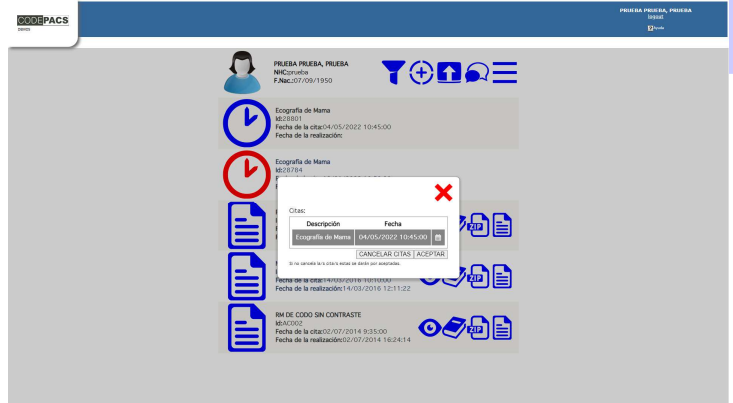 CODEPACS
DEMOS
PRUEBA PRUEBA, PRUEBA
logout
Ayuda
PRUEBA PRUEBA, PRUEBA
NHC:prueba
F.Nac.:07/09/1950
Ecografía de Mama
Id:28801
Fecha de la cita:04/05/2022 10:45:00
Fecha de la realización:
Ecografía de Mama
Id:28784
Citas:
Descripción Fecha
Ecografía de Mama 04/05/2022 10:45:00
CANCELAR CITAS ACEPTAR
Si no cancela la/s cita/s estas se darán por aceptadas.
ZIP
ZIP
Fecha de la cita:14/03/2016 10:10:00
Fecha de la realización:14/03/2016 12:11:22
RM DE CODO SIN CONTRASTE
Id:AC002
Fecha de la cita:02/07/2014 9:35:00
Fecha de la realización:02/07/2014 16:24:14
ZIP